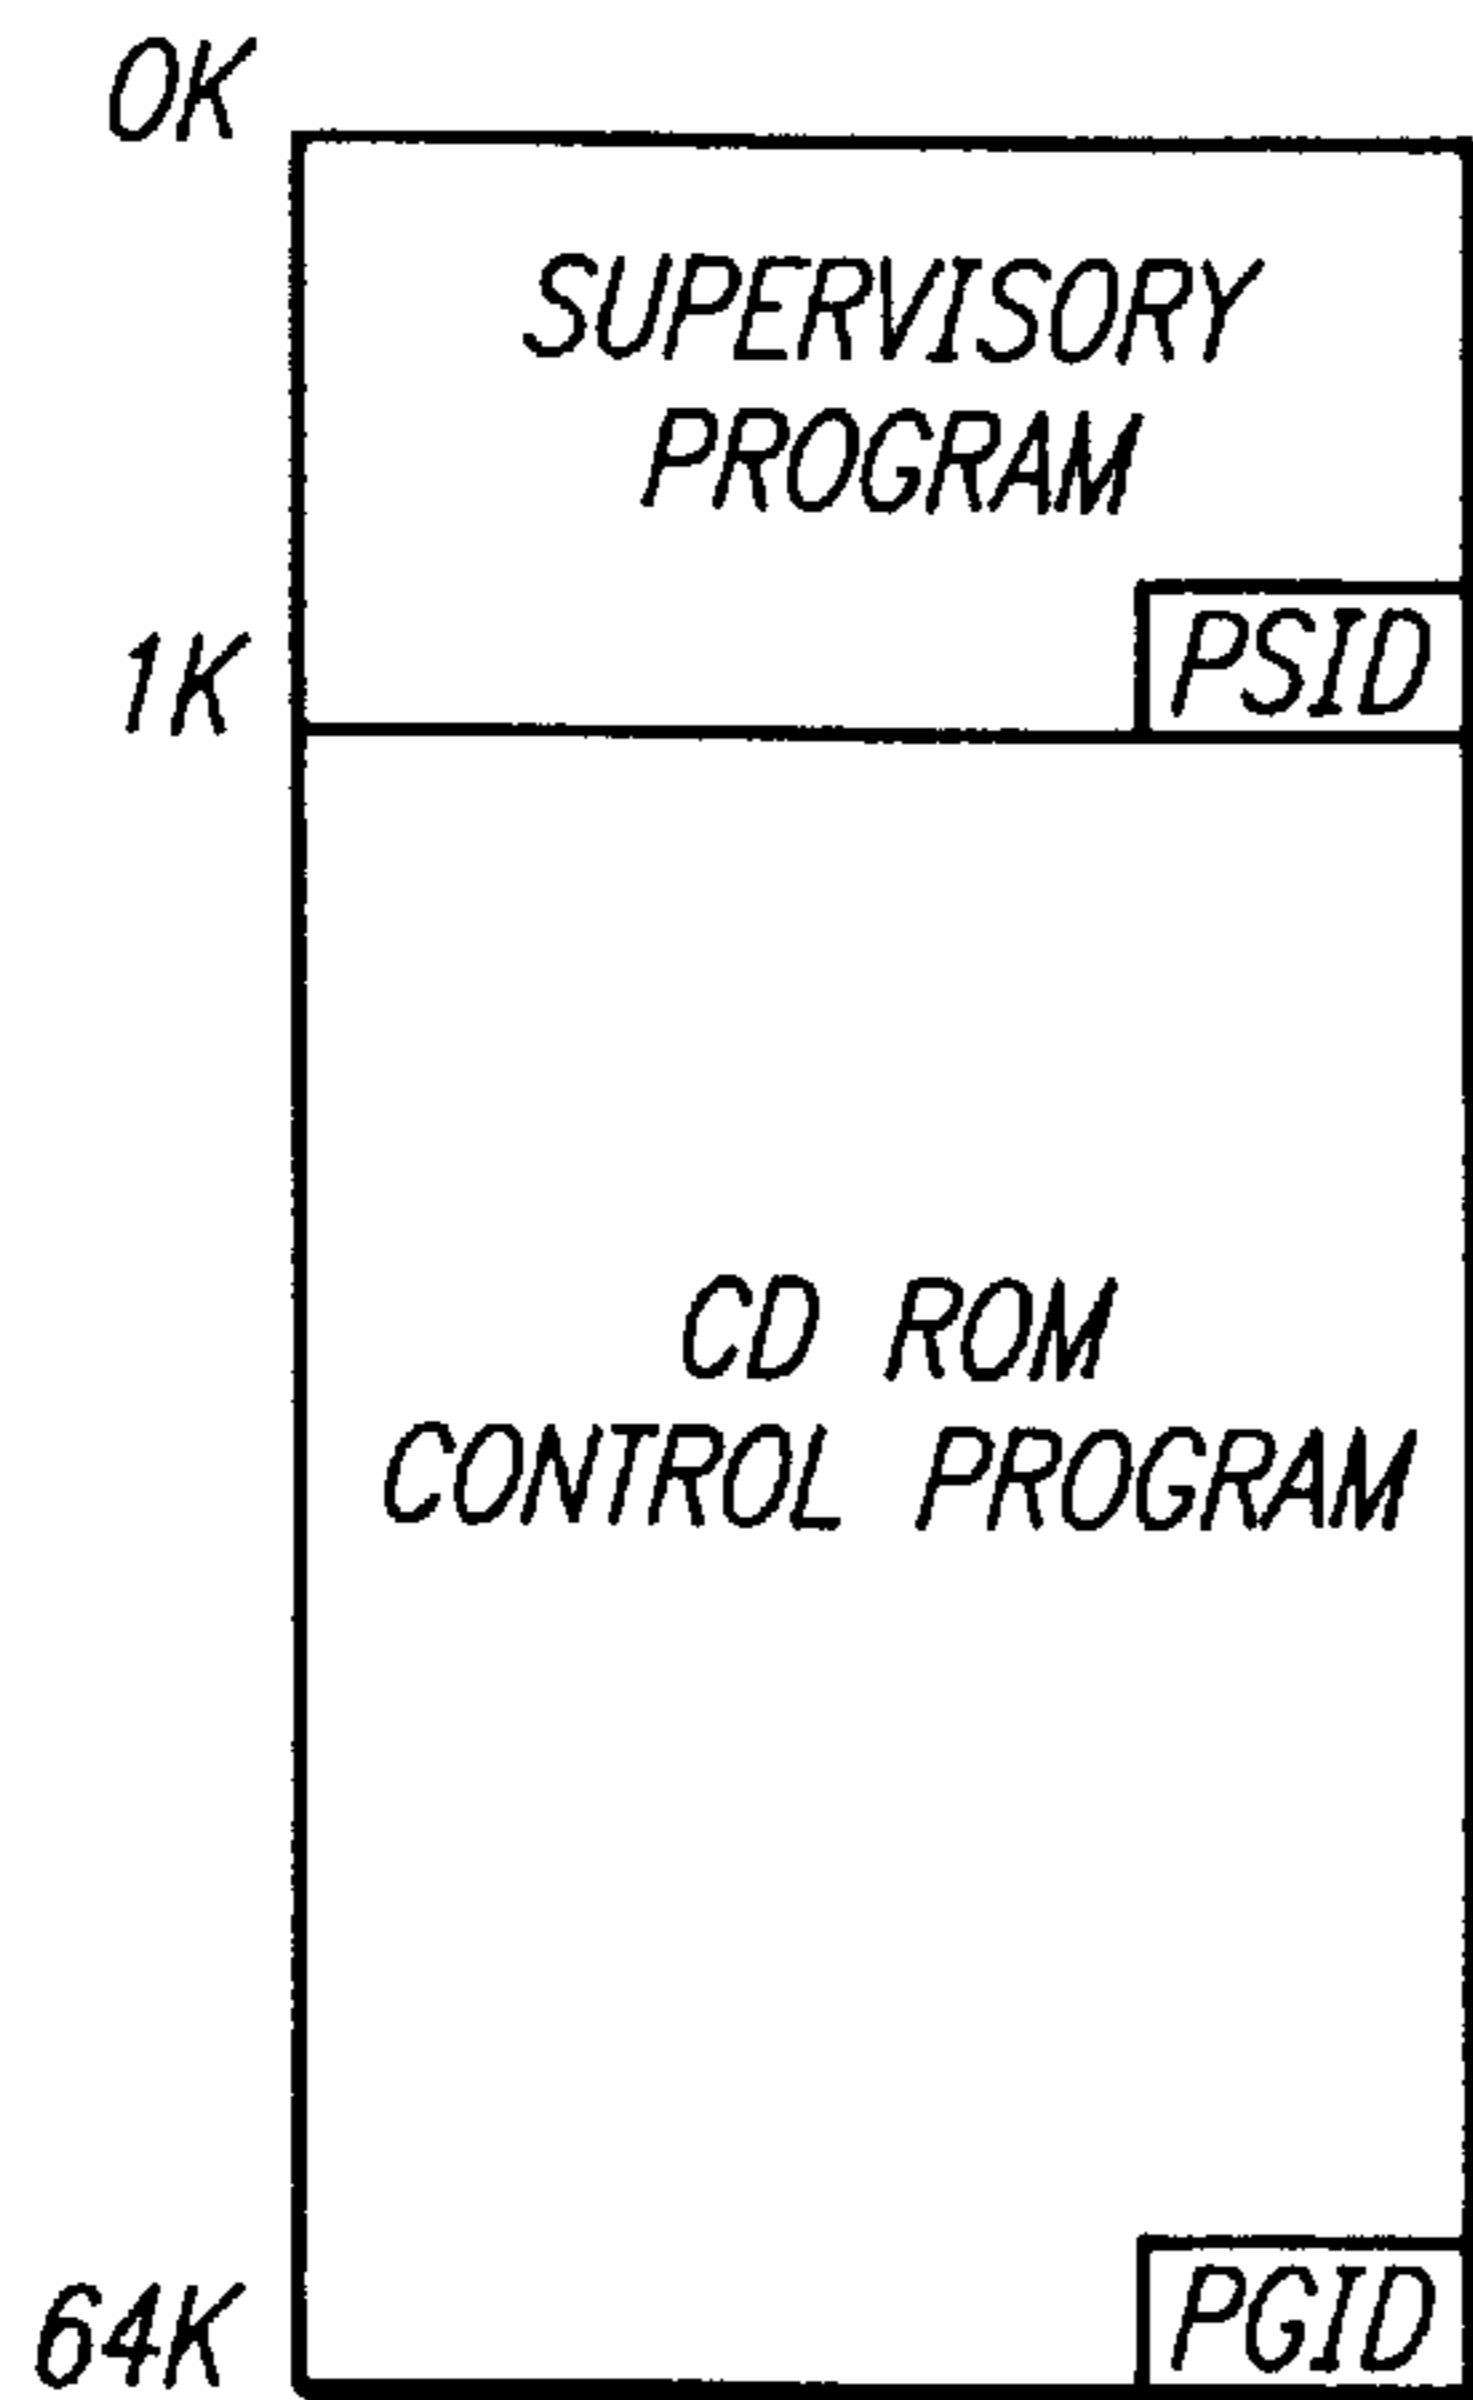 0K
SUPERVISORY
PROGRAM
PSID
1K
CD ROM
CONTROL PROGRAM
PGID
64K